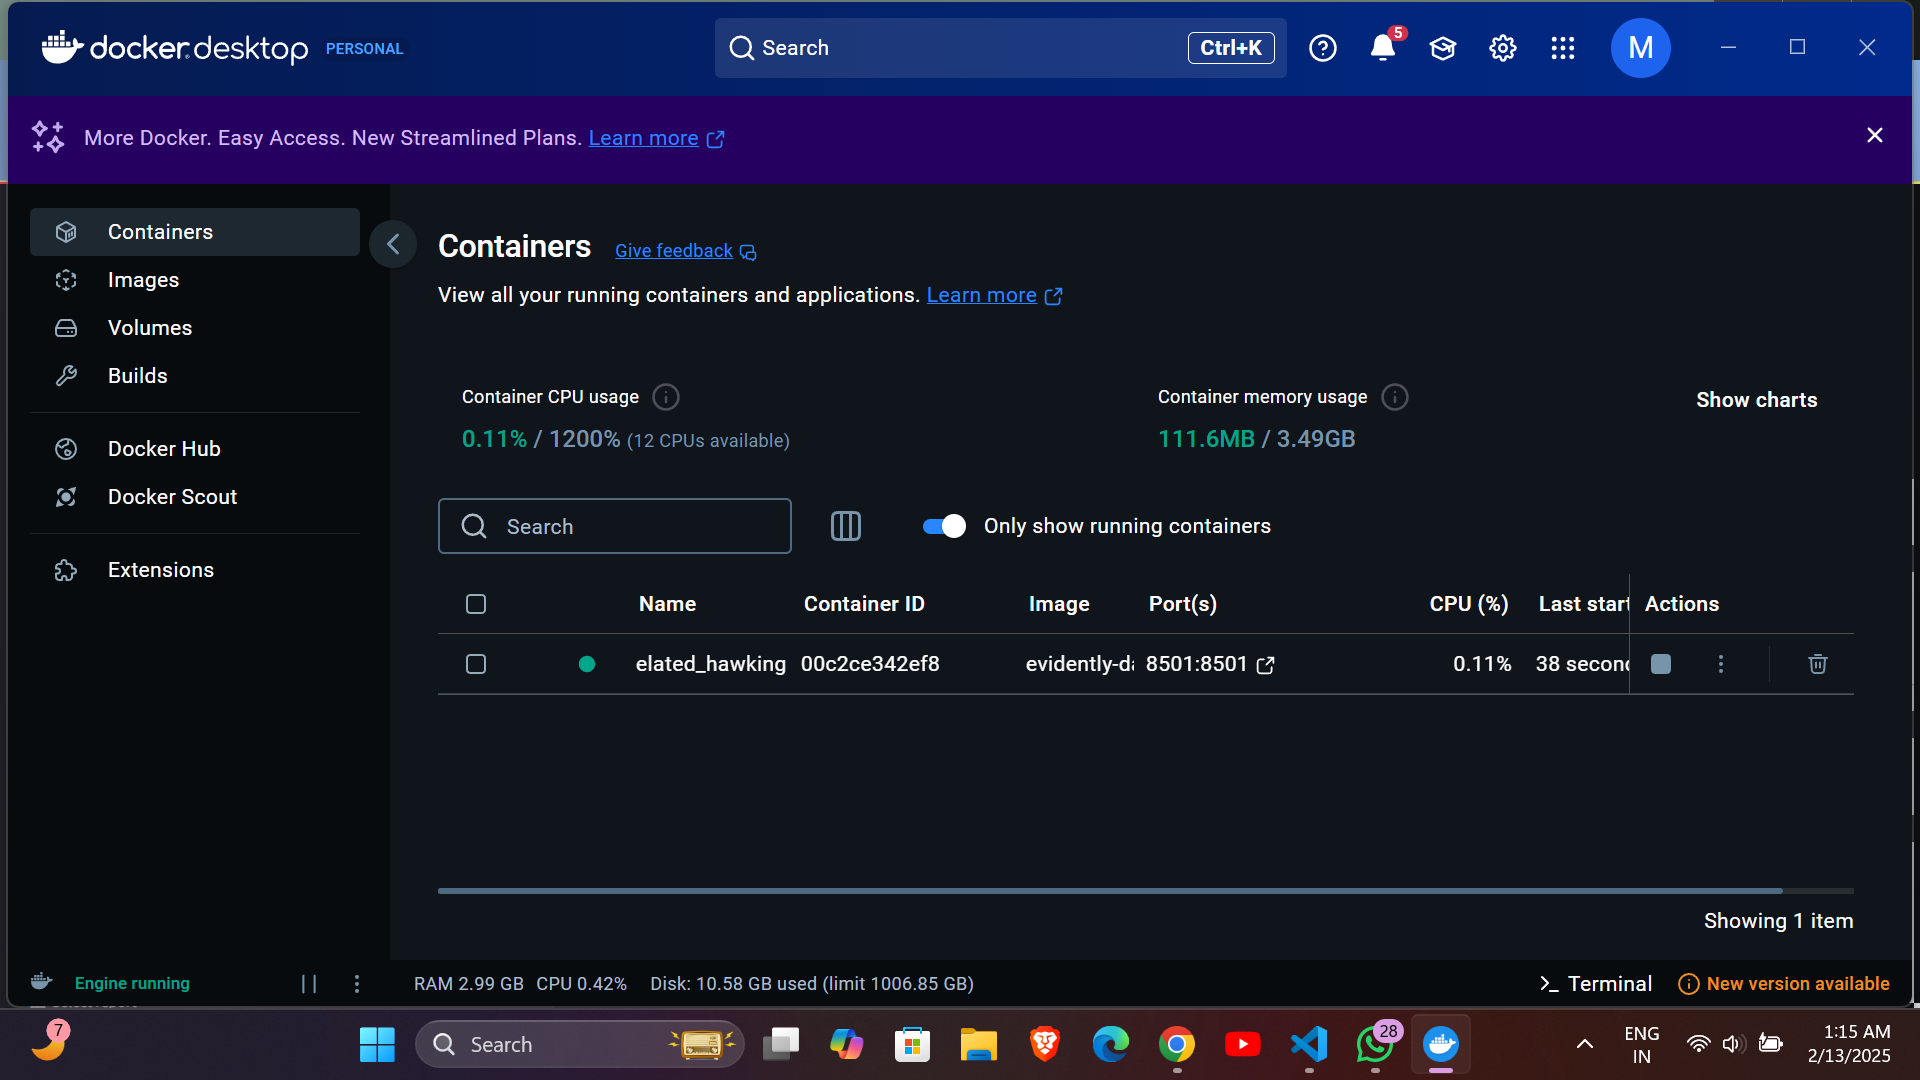 docker desktop PERSONAL
Search
Ctrl+K
5
M
More Docker. Easy Access. New Streamlined Plans. Learn more
Containers
Images
Volumes
Builds
Docker Hub
Docker Scout
Extensions
Containers Give feedback
View all your running containers and applications. Learn more
Container CPU usage
0.11% / 1200% (12 CPUs available)
Container memory usage
111.6MB / 3.49GB
Show charts
Search
Only show running containers
Name Container ID Image Port(s) CPU (%) Last start Actions
elated_hawking 00c2ce342ef8 evidently-da 8501:8501 0.11% 38 second
Showing 1 item
Engine running
RAM 2.99 GB CPU 0.42% Disk: 10.58 GB used (limit 1006.85 GB)
Terminal
New version available
7
Search
28
ENG
IN
1:15 AM
2/13/2025